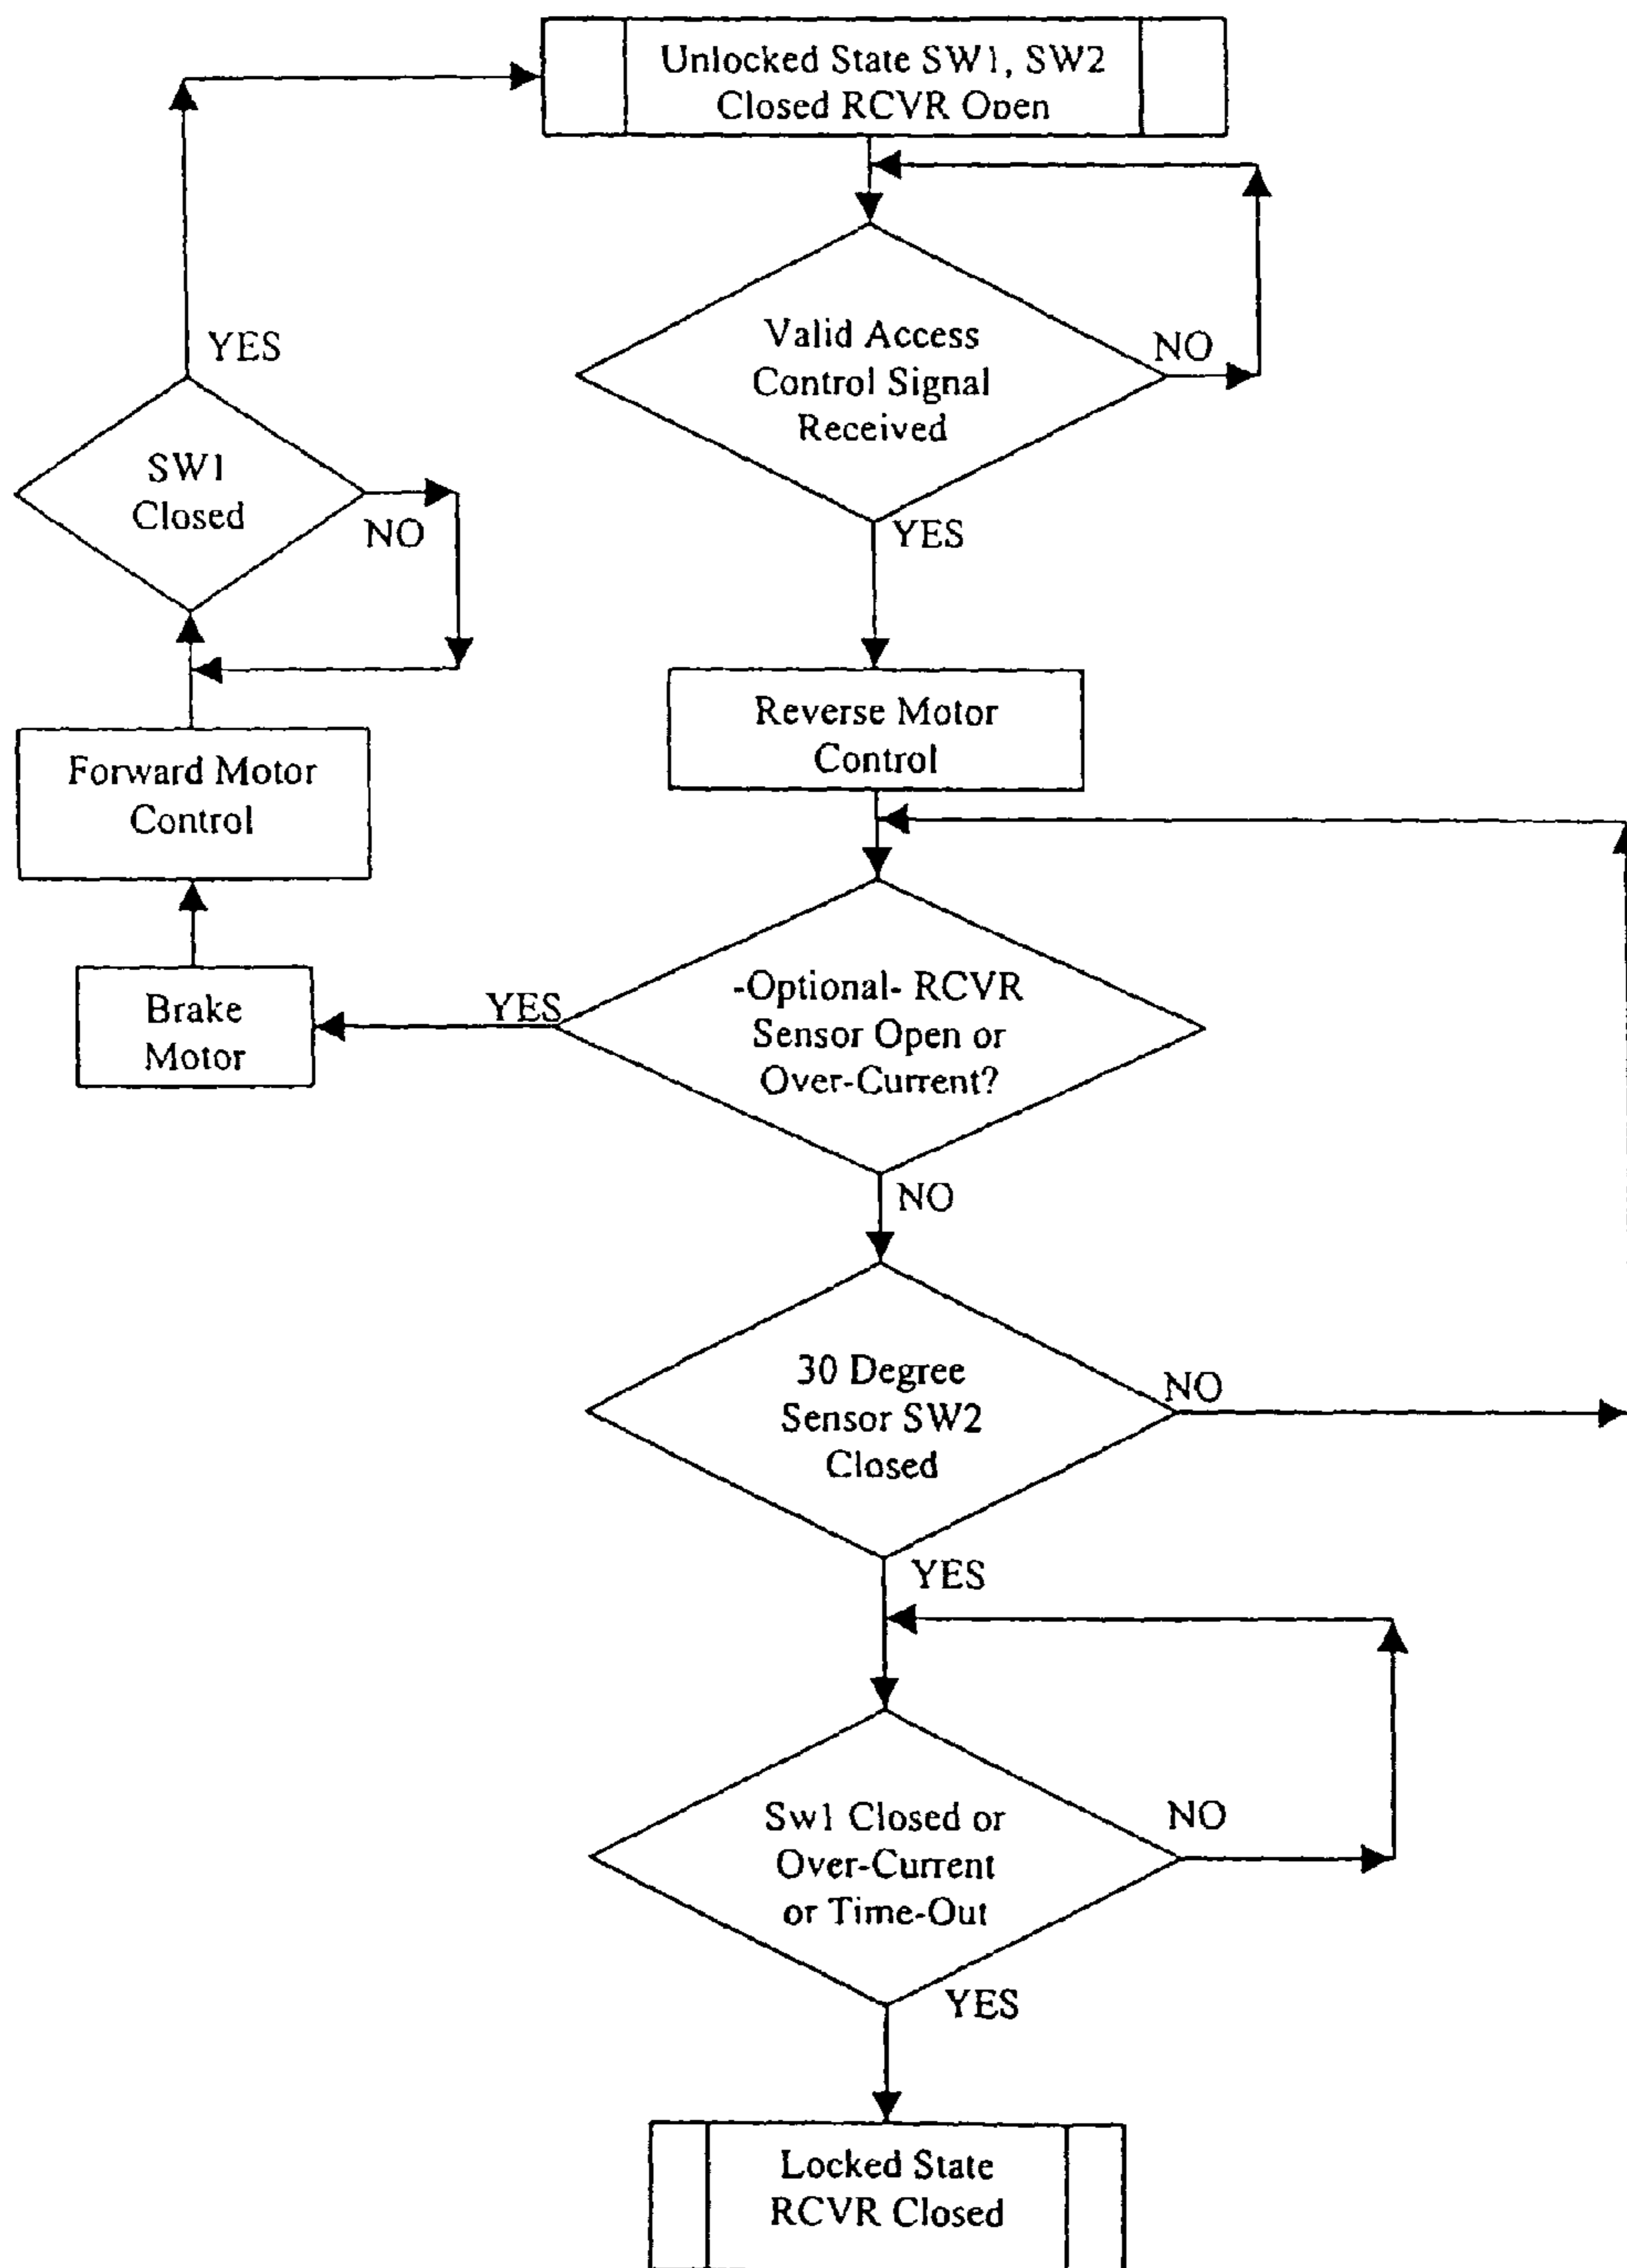 Unlocked State SW1, SW2
Closed RCVR Open
Valid Access
Control Signal
Received
NO
YES
YES
SW1
Closed
NO
Reverse Motor
Control
Forward Motor
Control
-Optional- RCVR
Sensor Open or
Over-Current?
YES
Brake
Motor
NO
30 Degree
Sensor SW2
Closed
NO
YES
Sw1 Closed or
Over-Current
or Time-Out
NO
YES
Locked State
RCVR Closed